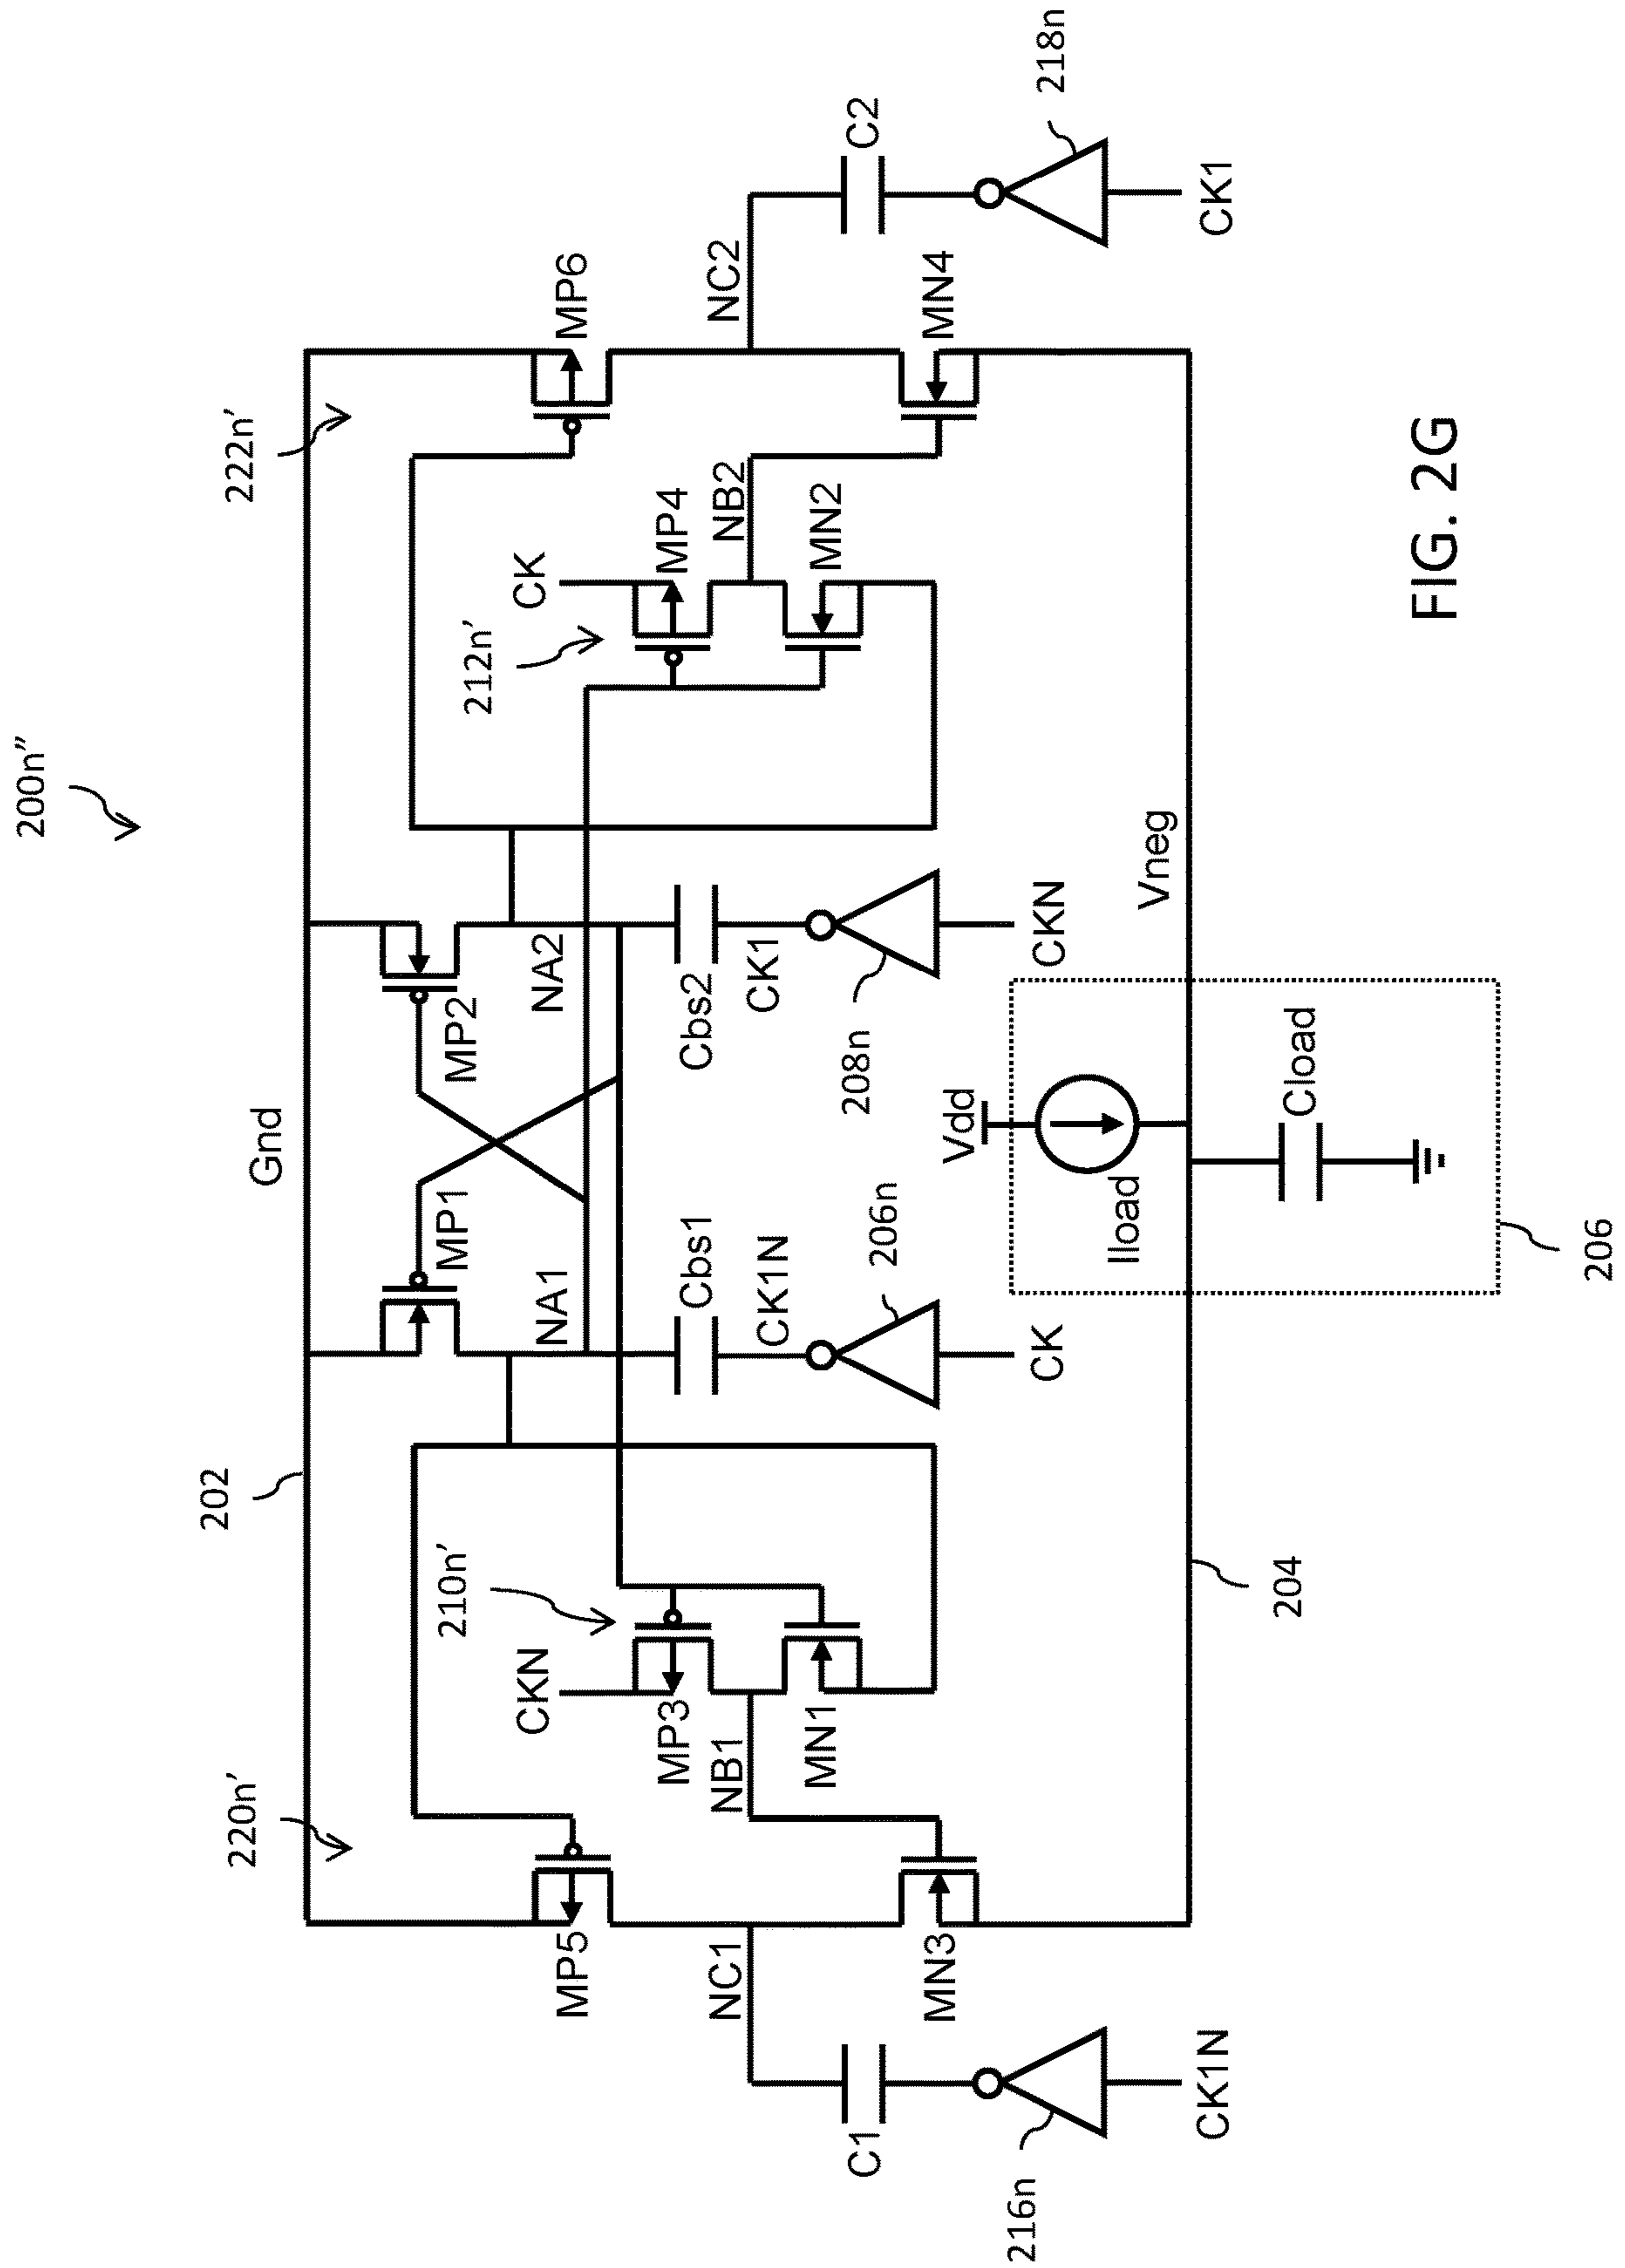 200n”
202
Gnd
220n’
222n’
MP1
MP2
NA1
NA2
210n’
212n’
CKN
CK
MP5
MP6
MP3
MP4
NB1
NB2
NC1
NC2
MN1
MN2
Cbs1
Cbs2
CK1N
CK1
C1
C2
206n
208n
CK
CKN
MN3
MN4
216n
218n
CK1N
CK1
Vdd
Iload
Vneg
204
Cload
206
FIG. 2G